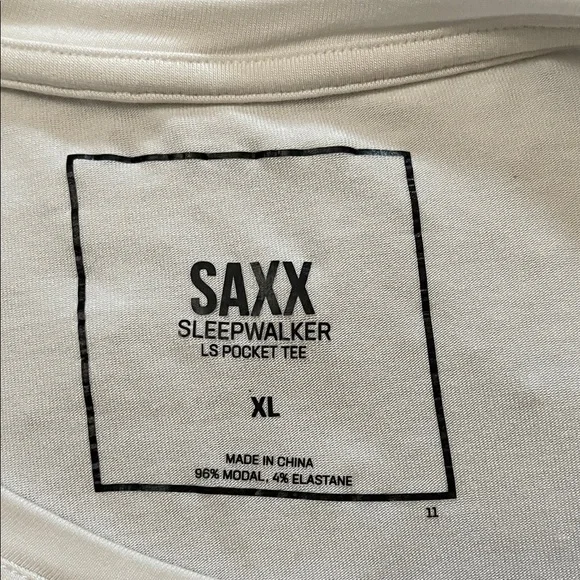 SAXX
SLEEPWALKER
LS POCKET TEE
XL
MADE IN CHINA
96% MODAL, 4% ELASTANE
11